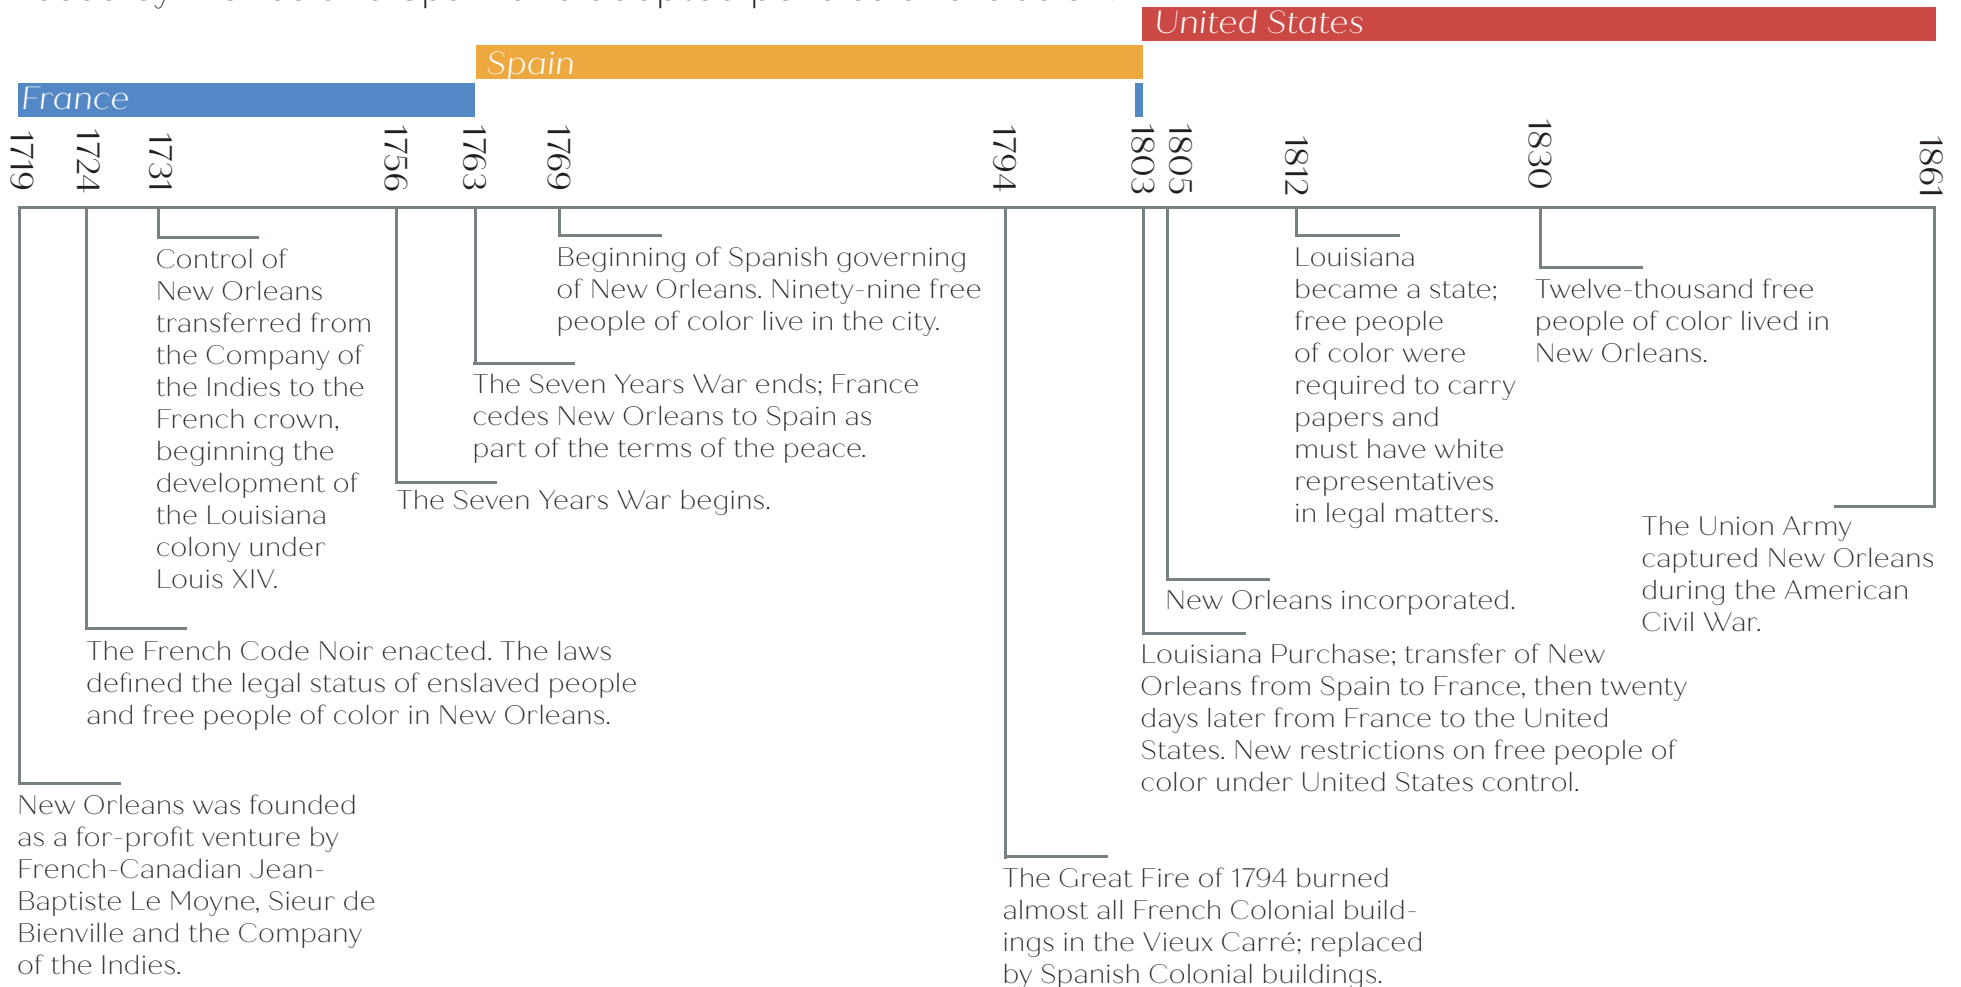 United States
Spain
France
1719
1724
1731
1756
1763
1769
1794
1803
1805
1812
1830
1861
Control of
New Orleans
transferred from
the Company of
the Indies to the
French crown,
beginning the
development of
the Louisiana
colony under
Louis XIV.
Beginning of Spanish governing
of New Orleans. Ninety-nine free
people of color live in the city.
The Seven Years War ends; France
cedes New Orleans to Spain as
part of the terms of the peace.
The Seven Years War begins.
Louisiana
became a state;
free people
of color were
required to carry
papers and
must have white
representatives
in legal matters.
Twelve-thousand free
people of color lived in
New Orleans.
The Union Army
captured New Orleans
during the American
Civil War.
New Orleans incorporated.
The French Code Noir enacted. The laws
defined the legal status of enslaved people
and free people of color in New Orleans.
Louisiana Purchase; transfer of New
Orleans from Spain to France, then twenty
days later from France to the United
States. New restrictions on free people of
color under United States control.
New Orleans was founded
as a for-profit venture by
French-Canadian Jean-
Baptiste Le Moyne, Sieur de
Bienville and the Company
of the Indies.
The Great Fire of 1794 burned
almost all French Colonial build-
ings in the Vieux Carré; replaced
by Spanish Colonial buildings.